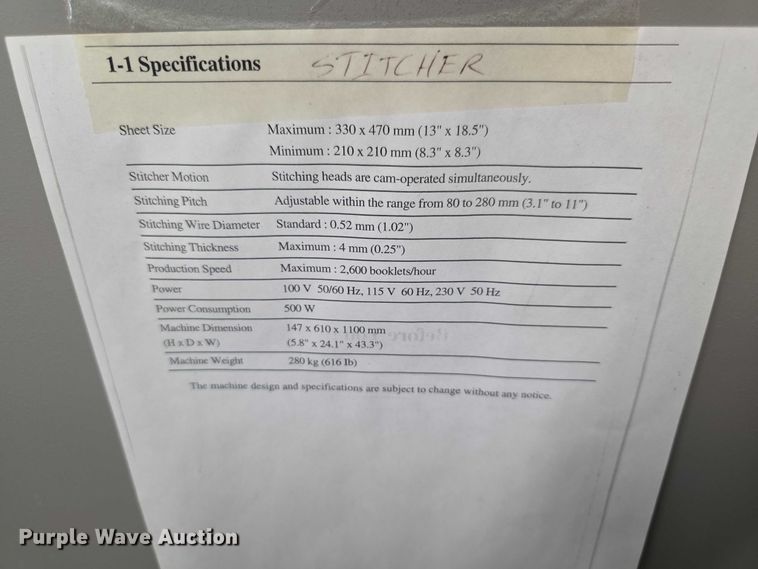 1-1 Specifications STITCHER
Sheet Size Maximum : 330 x 470 mm (13" x 18.5")
Minimum : 210 x 210 mm (8.3" x 8.3")
Stitcher Motion Stitching heads are cam-operated simultaneously.
Stitching Pitch Adjustable within the range from 80 to 280 mm (3.1" to 11")
Stitching Wire Diameter Standard : 0.52 mm (1.02")
Stitching Thickness Maximum : 4 mm (0.25")
Production Speed Maximum : 2,600 booklets/hour
Power 100 V 50/60 Hz, 115 V 60 Hz, 230 V 50 Hz
Power Consumption 500 W
Machine Dimension 147 x 610 x 1100 mm
(H x D x W) (5.8" x 24.1" x 43.3")
Machine Weight 280 kg (616 lb)
The machine design and specifications are subject to change without any notice.
Purple Wave Auction